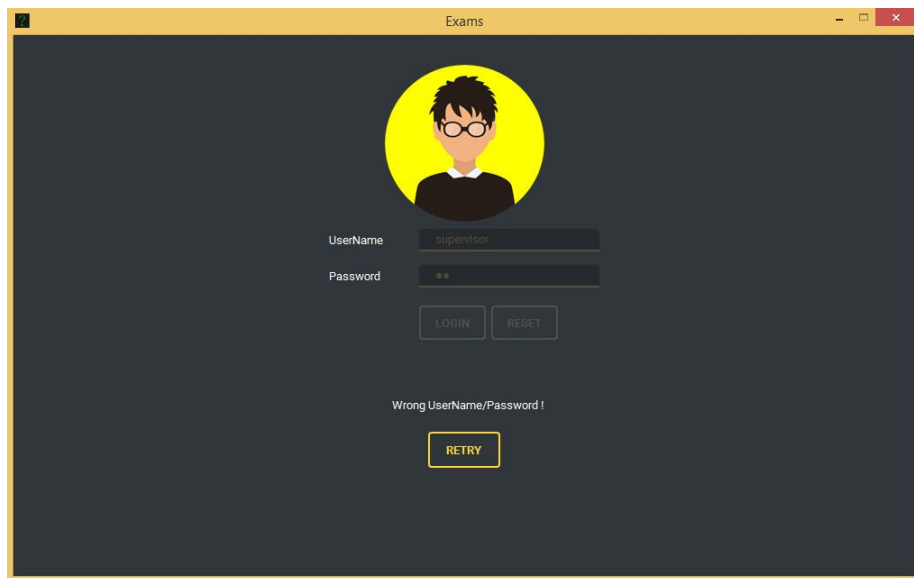 ?
Exams
UserName
supervisor
Password
••
LOGIN RESET
Wrong UserName/Password !
RETRY